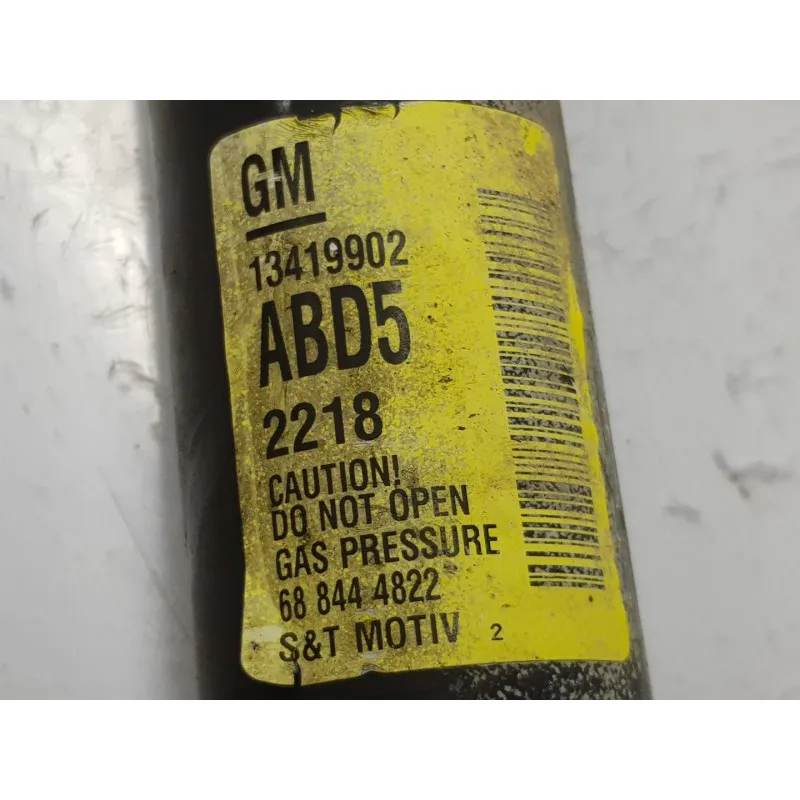 GM
13419902
ABD5
2218
CAUTION!
DO NOT OPEN
GAS PRESSURE
68 844 4822
S&T MOTIV 2